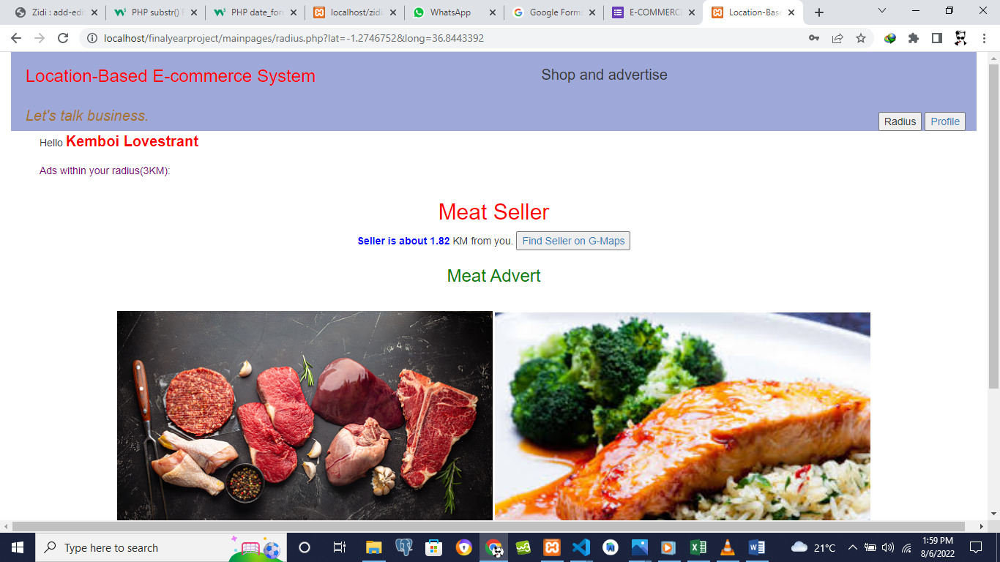 Zidi : add-edi
PHP substr() F
PHP date_for
localhost/zidi
WhatsApp
Google Forms
E-COMMERCE
Location-Base
localhost/finalyearproject/mainpages/radius.php?lat=-1.2746752&long=36.8443392
Location-Based E-commerce System
Shop and advertise
Let's talk business.
Radius Profile
Hello Kemboi Lovestrant
Ads within your radius(3KM):
Meat Seller
Seller is about 1.82 KM from you. Find Seller on G-Maps
Meat Advert
Type here to search
21°C
1:59 PM
8/6/2022